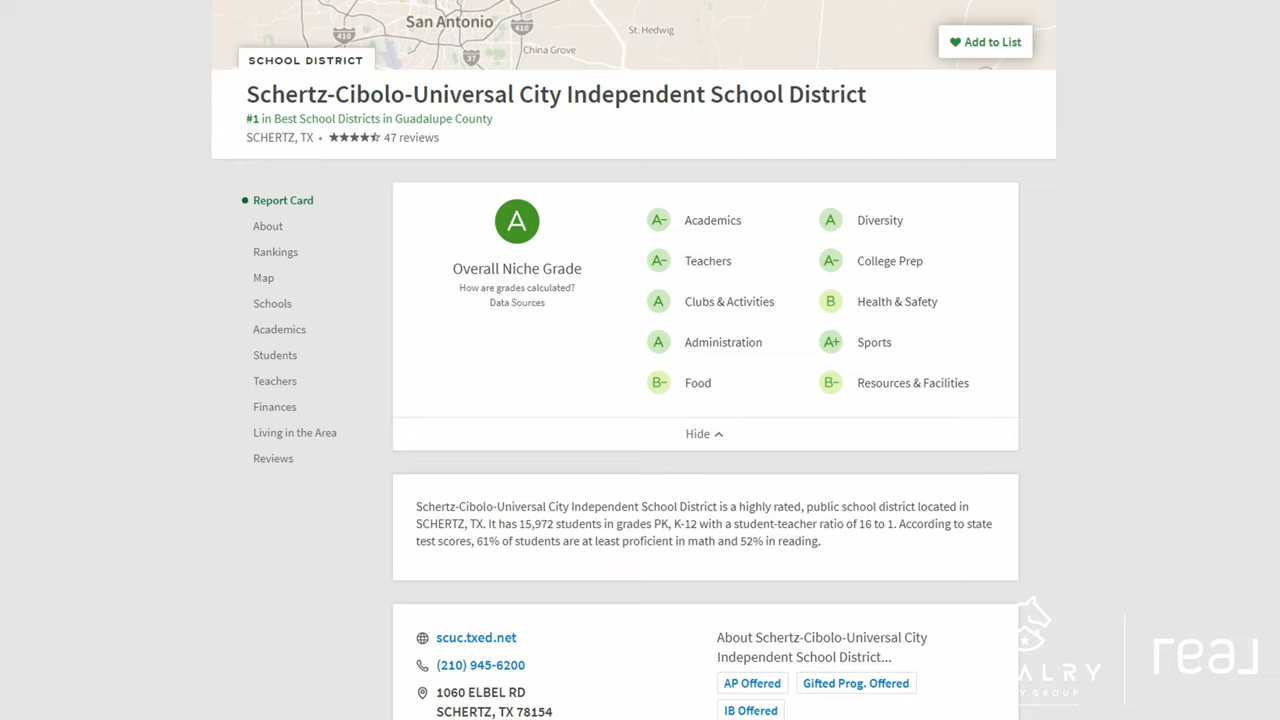 San Antonio
410
410
37
China Grove
St. Hedwig
Add to List
SCHOOL DISTRICT
Schertz-Cibolo-Universal City Independent School District
#1 in Best School Districts in Guadalupe County
SCHERTZ, TX • 47 reviews
Report Card
About
Rankings
Map
Schools
Academics
Students
Teachers
Finances
Living in the Area
Reviews
A
Overall Niche Grade
How are grades calculated?
Data Sources
A- Academics
A- Teachers
A Clubs & Activities
A Administration
B- Food
A Diversity
A- College Prep
B Health & Safety
A+ Sports
B- Resources & Facilities
Hide
Schertz-Cibolo-Universal City Independent School District is a highly rated, public school district located in
SCHERTZ, TX. It has 15,972 students in grades PK, K-12 with a student-teacher ratio of 16 to 1. According to state
test scores, 61% of students are at least proficient in math and 52% in reading.
scuc.txed.net
(210) 945-6200
1060 ELBEL RD
SCHERTZ, TX 78154
About Schertz-Cibolo-Universal City
Independent School District...
AP Offered
Gifted Prog. Offered
IB Offered
ALRY
Y GROUP
real